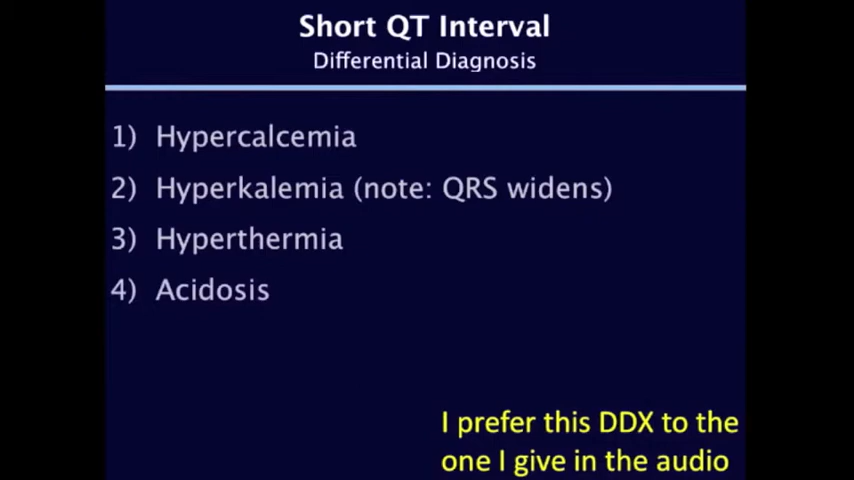 Short QT Interval
Differential Diagnosis
1) Hypercalcemia
2) Hyperkalemia (note: QRS widens)
3) Hyperthermia
4) Acidosis
I prefer this DDX to the
one I give in the audio